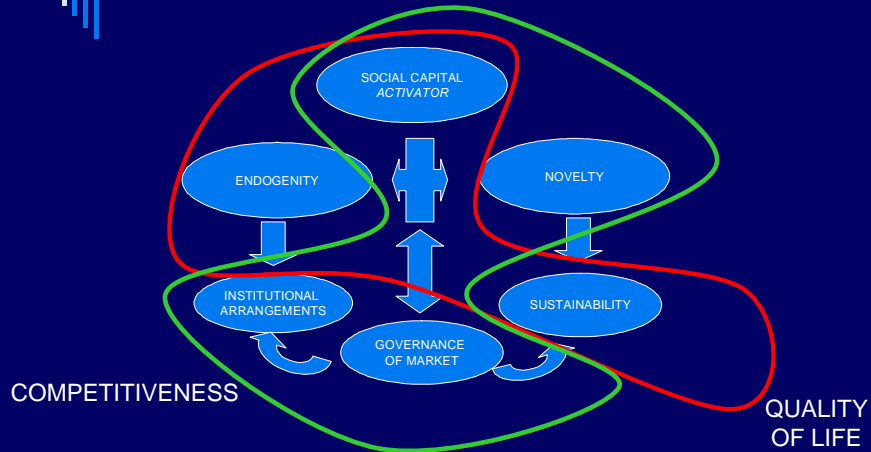 SOCIAL CAPITAL
ACTIVATOR
ENDOGENITY
NOVELTY
INSTITUTIONAL
ARRANGEMENTS
SUSTAINABILITY
GOVERNANCE
OF MARKET
COMPETITIVENESS
QUALITY
OF LIFE